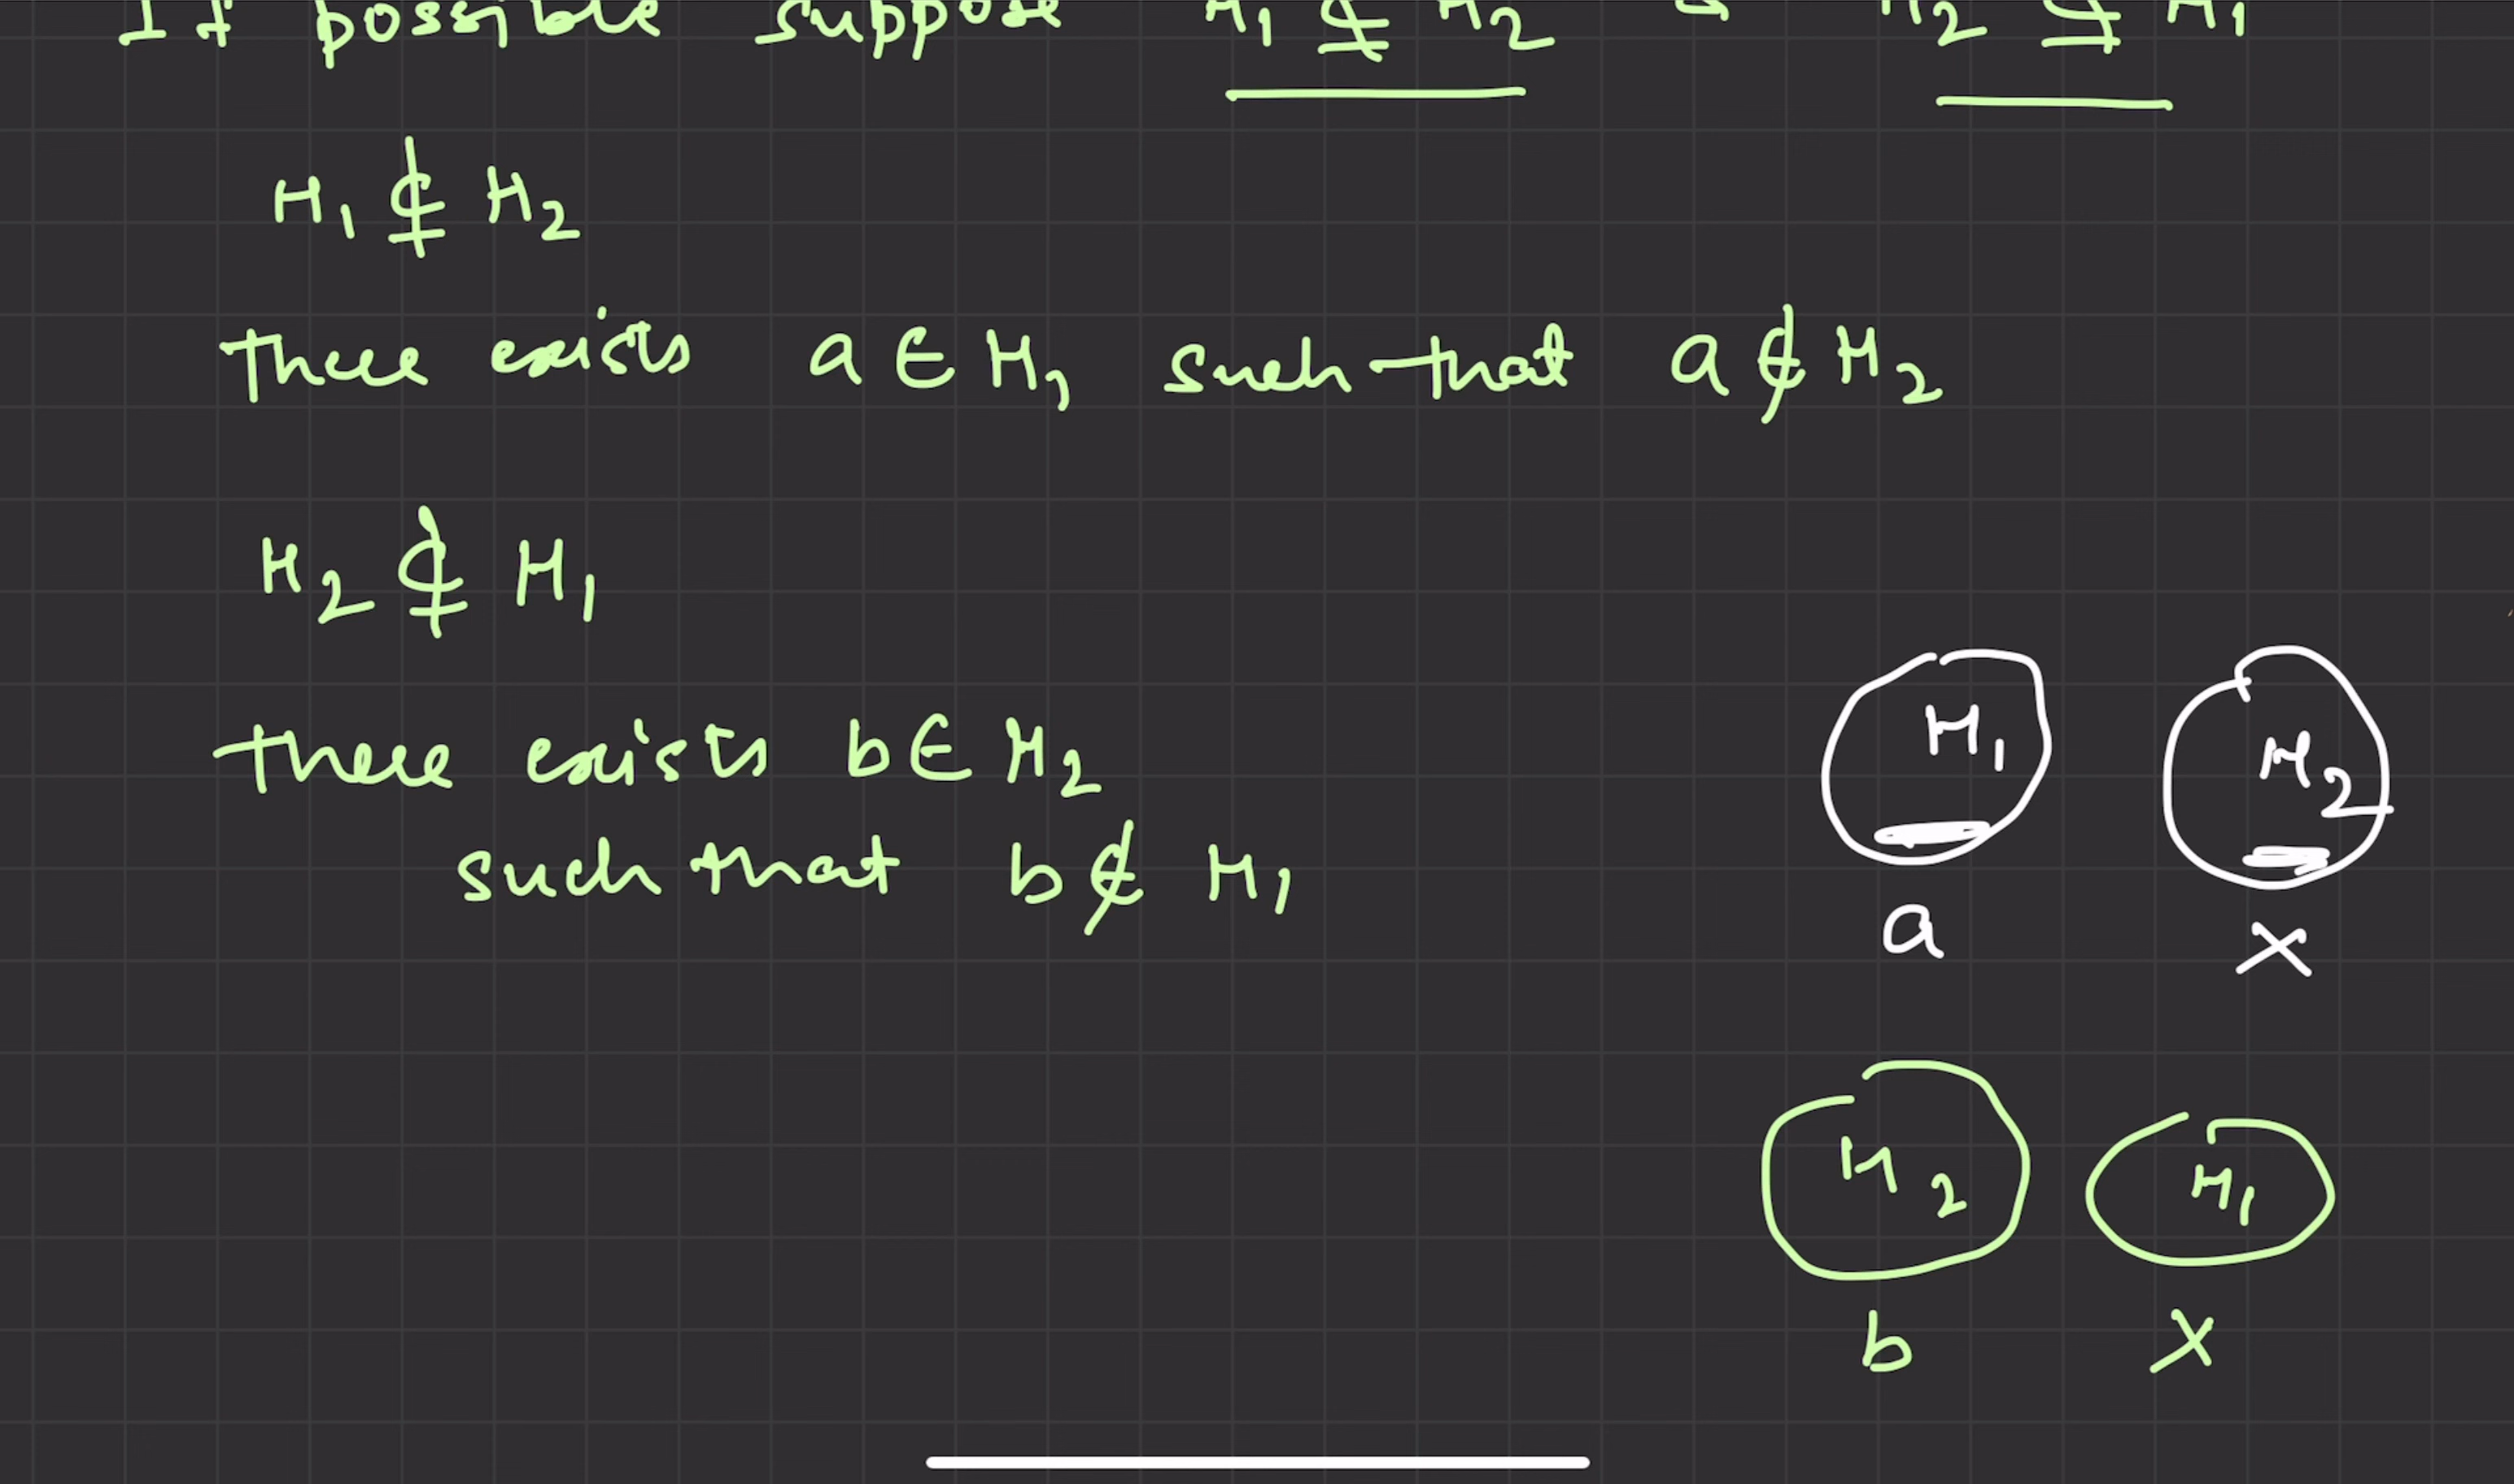 If possible suppose H₁ ⊈ H₂ & H₂ ⊈ H₁
H₁ ⊈ H₂
There exists a ∈ H₁ such that a ∉ H₂
H₂ ⊈ H₁
There exists b ∈ H₂
such that b ∉ H₁
H₁ H₂
a x
H₂ H₁
b x